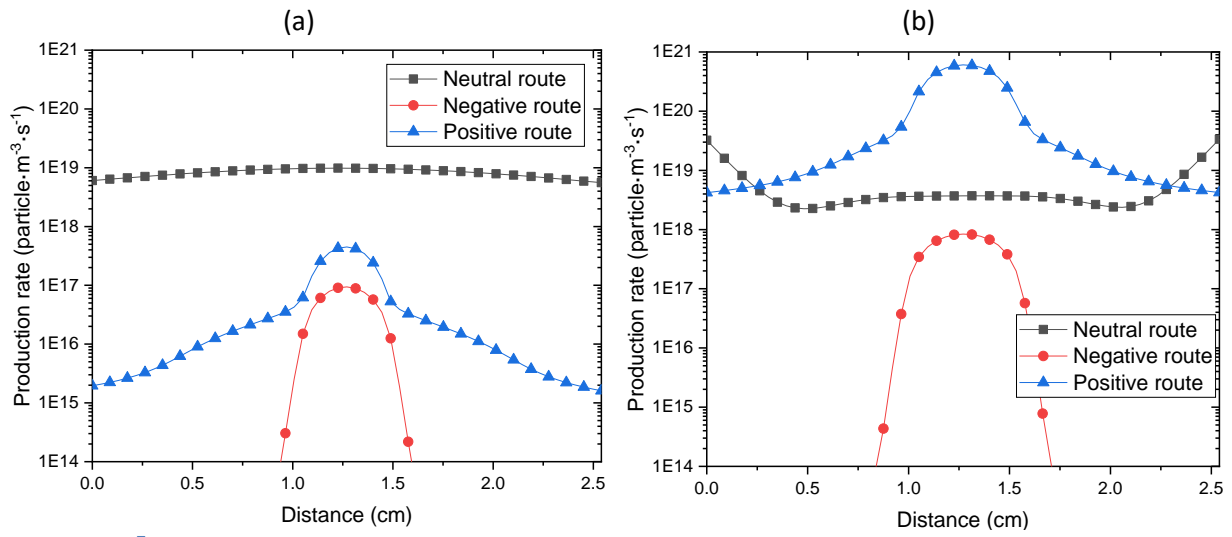 (a)
(b)
1E21
1E20
1E19
1E18
1E17
1E16
1E15
1E14
Production rate (particle·m⁻³·s⁻¹)
Neutral route
Negative route
Positive route
0.0 0.5 1.0 1.5 2.0 2.5
Distance (cm)
1E21
1E20
1E19
1E18
1E17
1E16
1E15
1E14
Production rate (particle·m⁻³·s⁻¹)
Neutral route
Negative route
Positive route
0.0 0.5 1.0 1.5 2.0 2.5
Distance (cm)